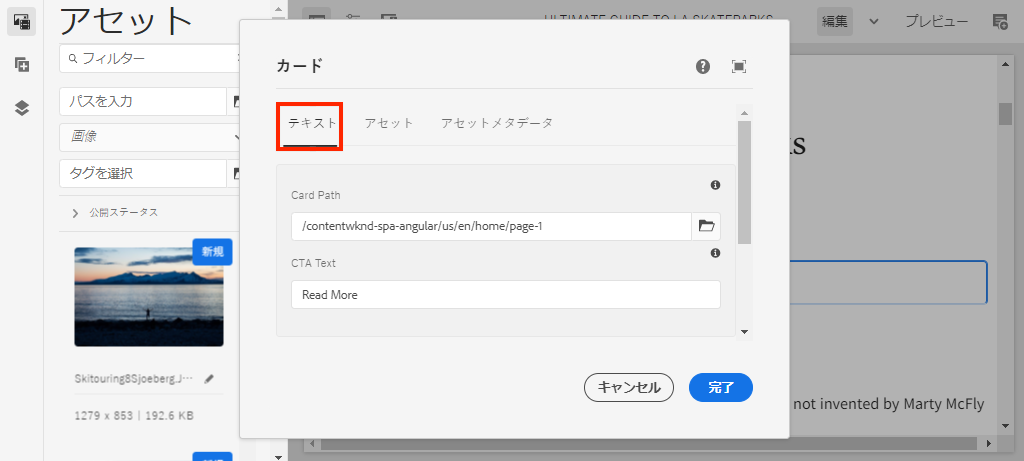 アセット
フィルター
パスを入力
画像
タグを選択
公開ステータス
新規
Skitouring8Sjoeberg.J...
1279 x 853 | 192.6 KB
ULTIMATE GUIDE TO LA SKATEPARKS
編集
プレビュー
カード
テキスト
アセット
アセットメタデータ
Card Path
/contentwknd-spa-angular/us/en/home/page-1
CTA Text
Read More
キャンセル
完了
not invented by Marty McFly